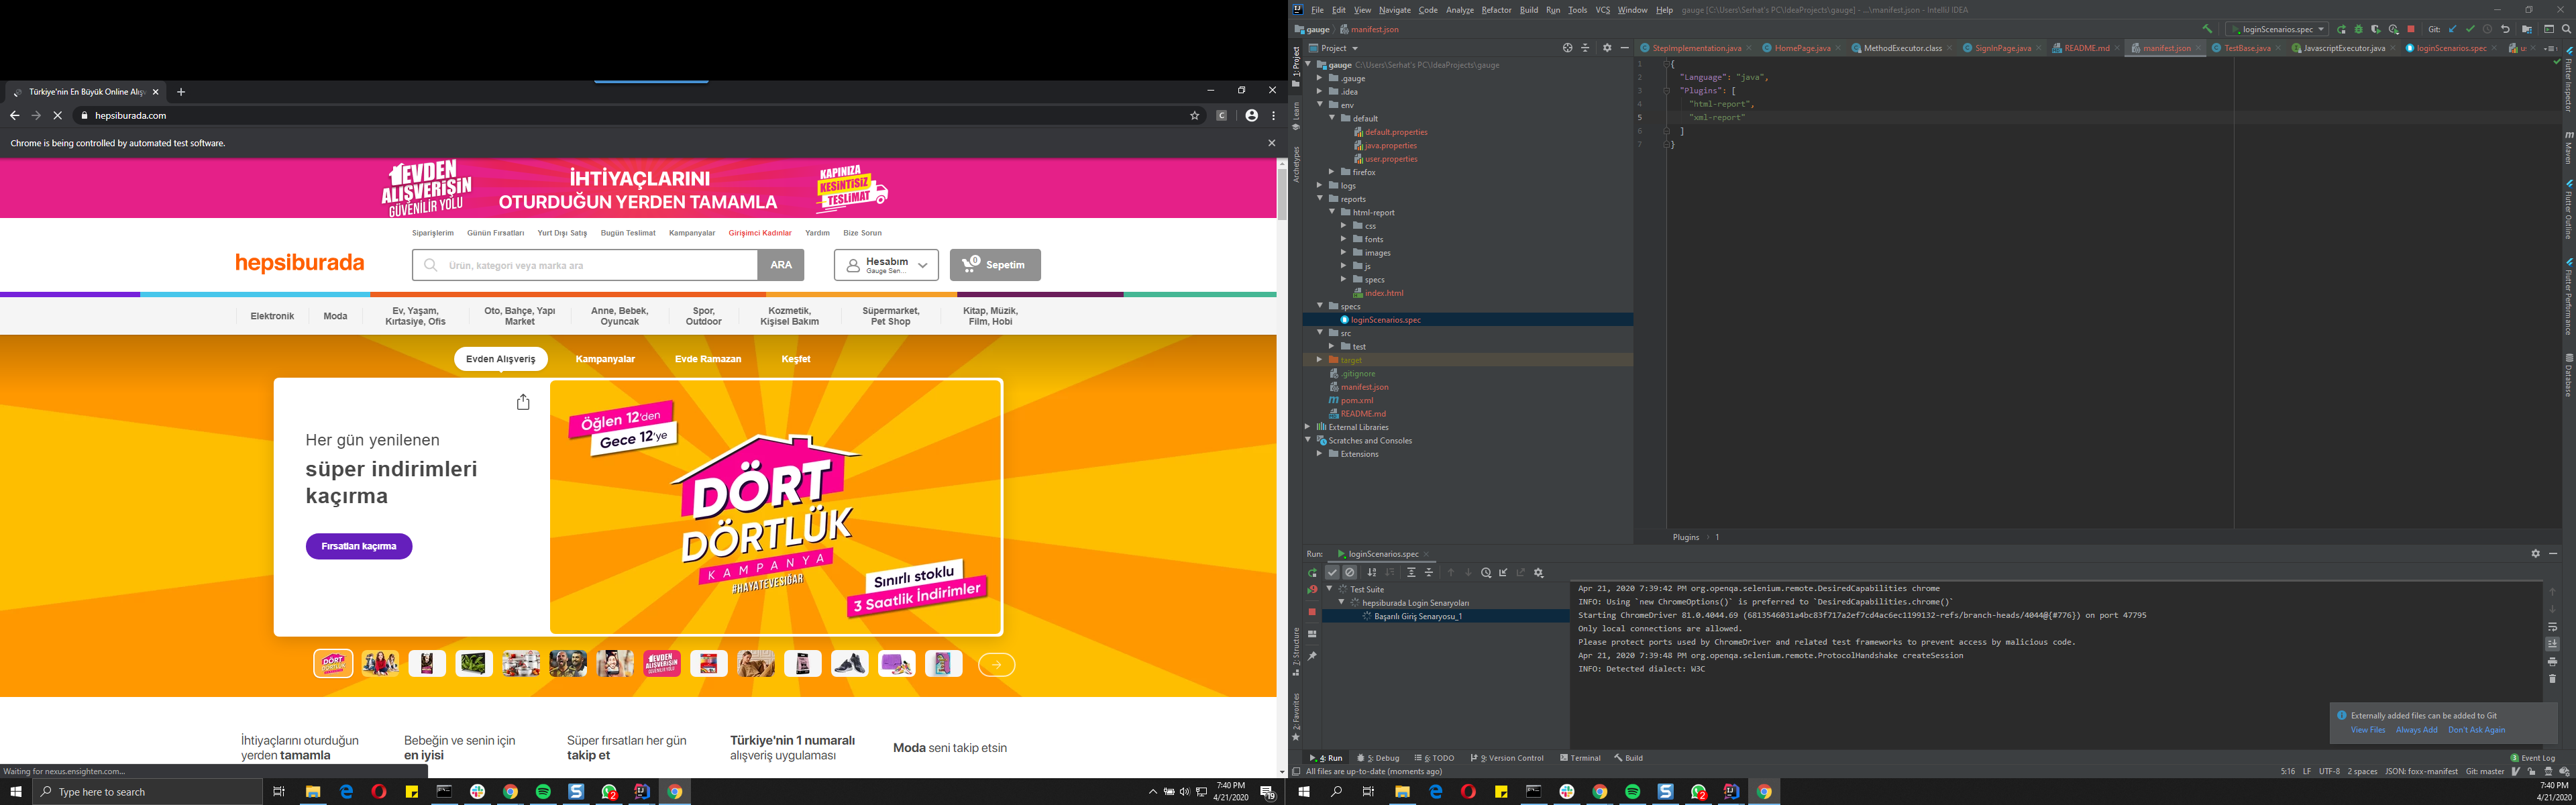 Türkiye'nin En Büyük Online Alışv
hepsiburada.com
Chrome is being controlled by automated test software.
EVDEN
ALIŞVERİŞİN
GÜVENİLİR YOLU
İHTİYAÇLARINI
OTURDUĞUN YERDEN TAMAMLA
KAPINIZA
KESİNTİSİZ
TESLİMAT
Siparişlerim Günün Fırsatları Yurt Dışı Satış Bugün Teslimat Kampanyalar Girişimci Kadınlar Yardım Bize Sorun
hepsiburada
Ürün, kategori veya marka ara
ARA
Hesabım
Gauge Sen...
0
Sepetim
Elektronik
Moda
Ev, Yaşam,
Kırtasiye, Ofis
Oto, Bahçe, Yapı
Market
Anne, Bebek,
Oyuncak
Spor,
Outdoor
Kozmetik,
Kişisel Bakım
Süpermarket,
Pet Shop
Kitap, Müzik,
Film, Hobi
Evden Alışveriş Kampanyalar Evde Ramazan Keşfet
Her gün yenilenen
süper indirimleri
kaçırma
Fırsatları kaçırma
Öğlen 12'den
Gece 12'ye
DÖRT
DÖRTLÜK
KAMPANYA
#HAYATEVESIĞAR
Sınırlı stoklu
3 Saatlik İndirimler
İhtiyaçlarını oturduğun
yerden tamamla
Bebeğin ve senin için
en iyisi
Süper fırsatları her gün
takip et
Türkiye'nin 1 numaralı
alışveriş uygulaması
Moda seni takip etsin
Waiting for nexus.ensighten.com...
Type here to search
7:40 PM
4/21/2020
File Edit View Navigate Code Analyze Refactor Build Run Tools VCS Window Help gauge [C:\Users\Serhat's PC\IdeaProjects\gauge] - ...\manifest.json - IntelliJ IDEA
gauge manifest.json
loginScenarios.spec
Git:
Project
StepImplementation.java HomePage.java MethodExecutor.class SignInPage.java README.md manifest.json TestBase.java JavascriptExecutor.java loginScenarios.spec
1: Project
Learn
Archetypes
7: Structure
2: Favorites
gauge C:\Users\Serhat's PC\IdeaProjects\gauge
.gauge
.idea
env
default
default.properties
java.properties
user.properties
firefox
logs
reports
html-report
css
fonts
images
js
specs
index.html
specs
loginScenarios.spec
src
test
target
.gitignore
manifest.json
pom.xml
README.md
External Libraries
Scratches and Consoles
Extensions
1 {
2 "Language": "java",
3 "Plugins": [
4 "html-report",
5 "xml-report"
6 ]
7 }
Plugins › 1
Flutter Inspector
Maven
Flutter Outline
Flutter Performance
Database
Run: loginScenarios.spec
Test Suite
hepsiburada Login Senaryoları
Başarılı Giriş Senaryosu_1
Apr 21, 2020 7:39:42 PM org.openqa.selenium.remote.DesiredCapabilities chrome
INFO: Using `new ChromeOptions()` is preferred to `DesiredCapabilities.chrome()`
Starting ChromeDriver 81.0.4044.69 (6813546031a4bc83f717a2ef7cd4ac6ec1199132-refs/branch-heads/4044@{#776}) on port 47795
Only local connections are allowed.
Please protect ports used by ChromeDriver and related test frameworks to prevent access by malicious code.
Apr 21, 2020 7:39:48 PM org.openqa.selenium.remote.ProtocolHandshake createSession
INFO: Detected dialect: W3C
Externally added files can be added to Git
View Files Always Add Don't Ask Again
4: Run 5: Debug 6: TODO 9: Version Control Terminal Build
Event Log
All files are up-to-date (moments ago)
5:16 LF UTF-8 2 spaces JSON: foxx-manifest Git: master
7:40 PM
4/21/2020